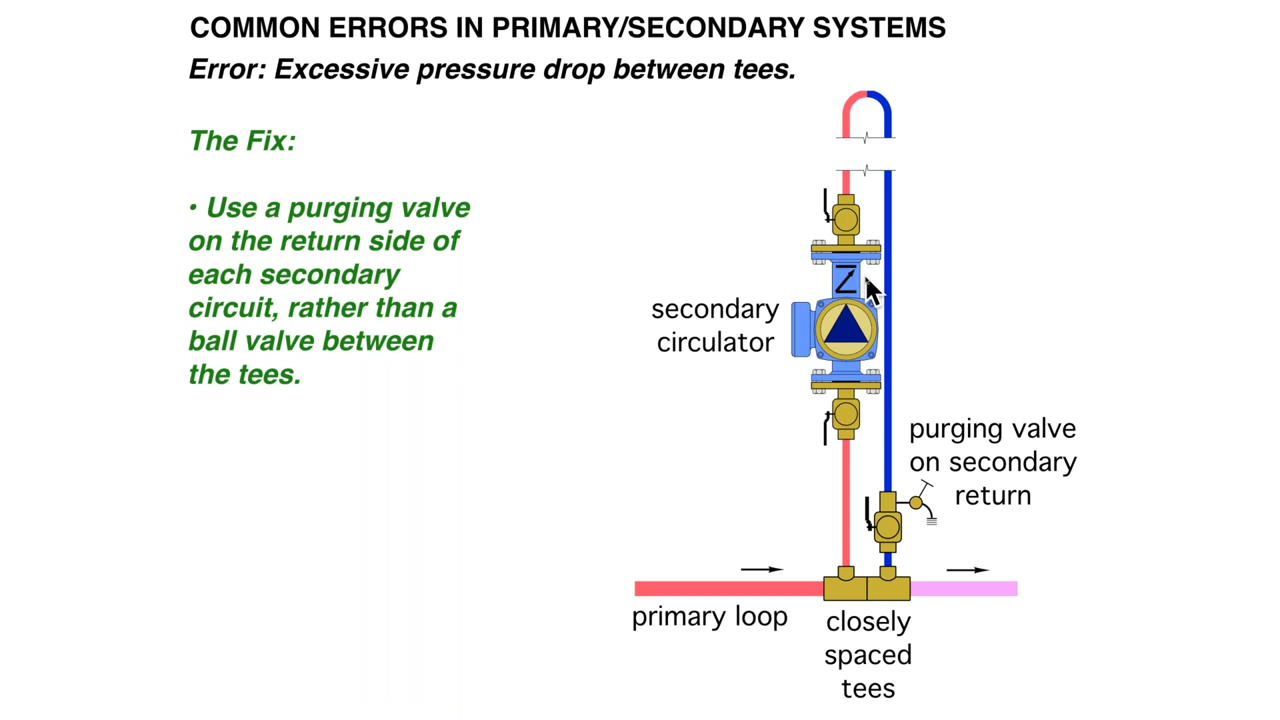 COMMON ERRORS IN PRIMARY/SECONDARY SYSTEMS
Error: Excessive pressure drop between tees.
The Fix:
• Use a purging valve
on the return side of
each secondary
circuit, rather than a
ball valve between
the tees.
secondary
circulator
purging valve
on secondary
return
primary loop
closely
spaced
tees